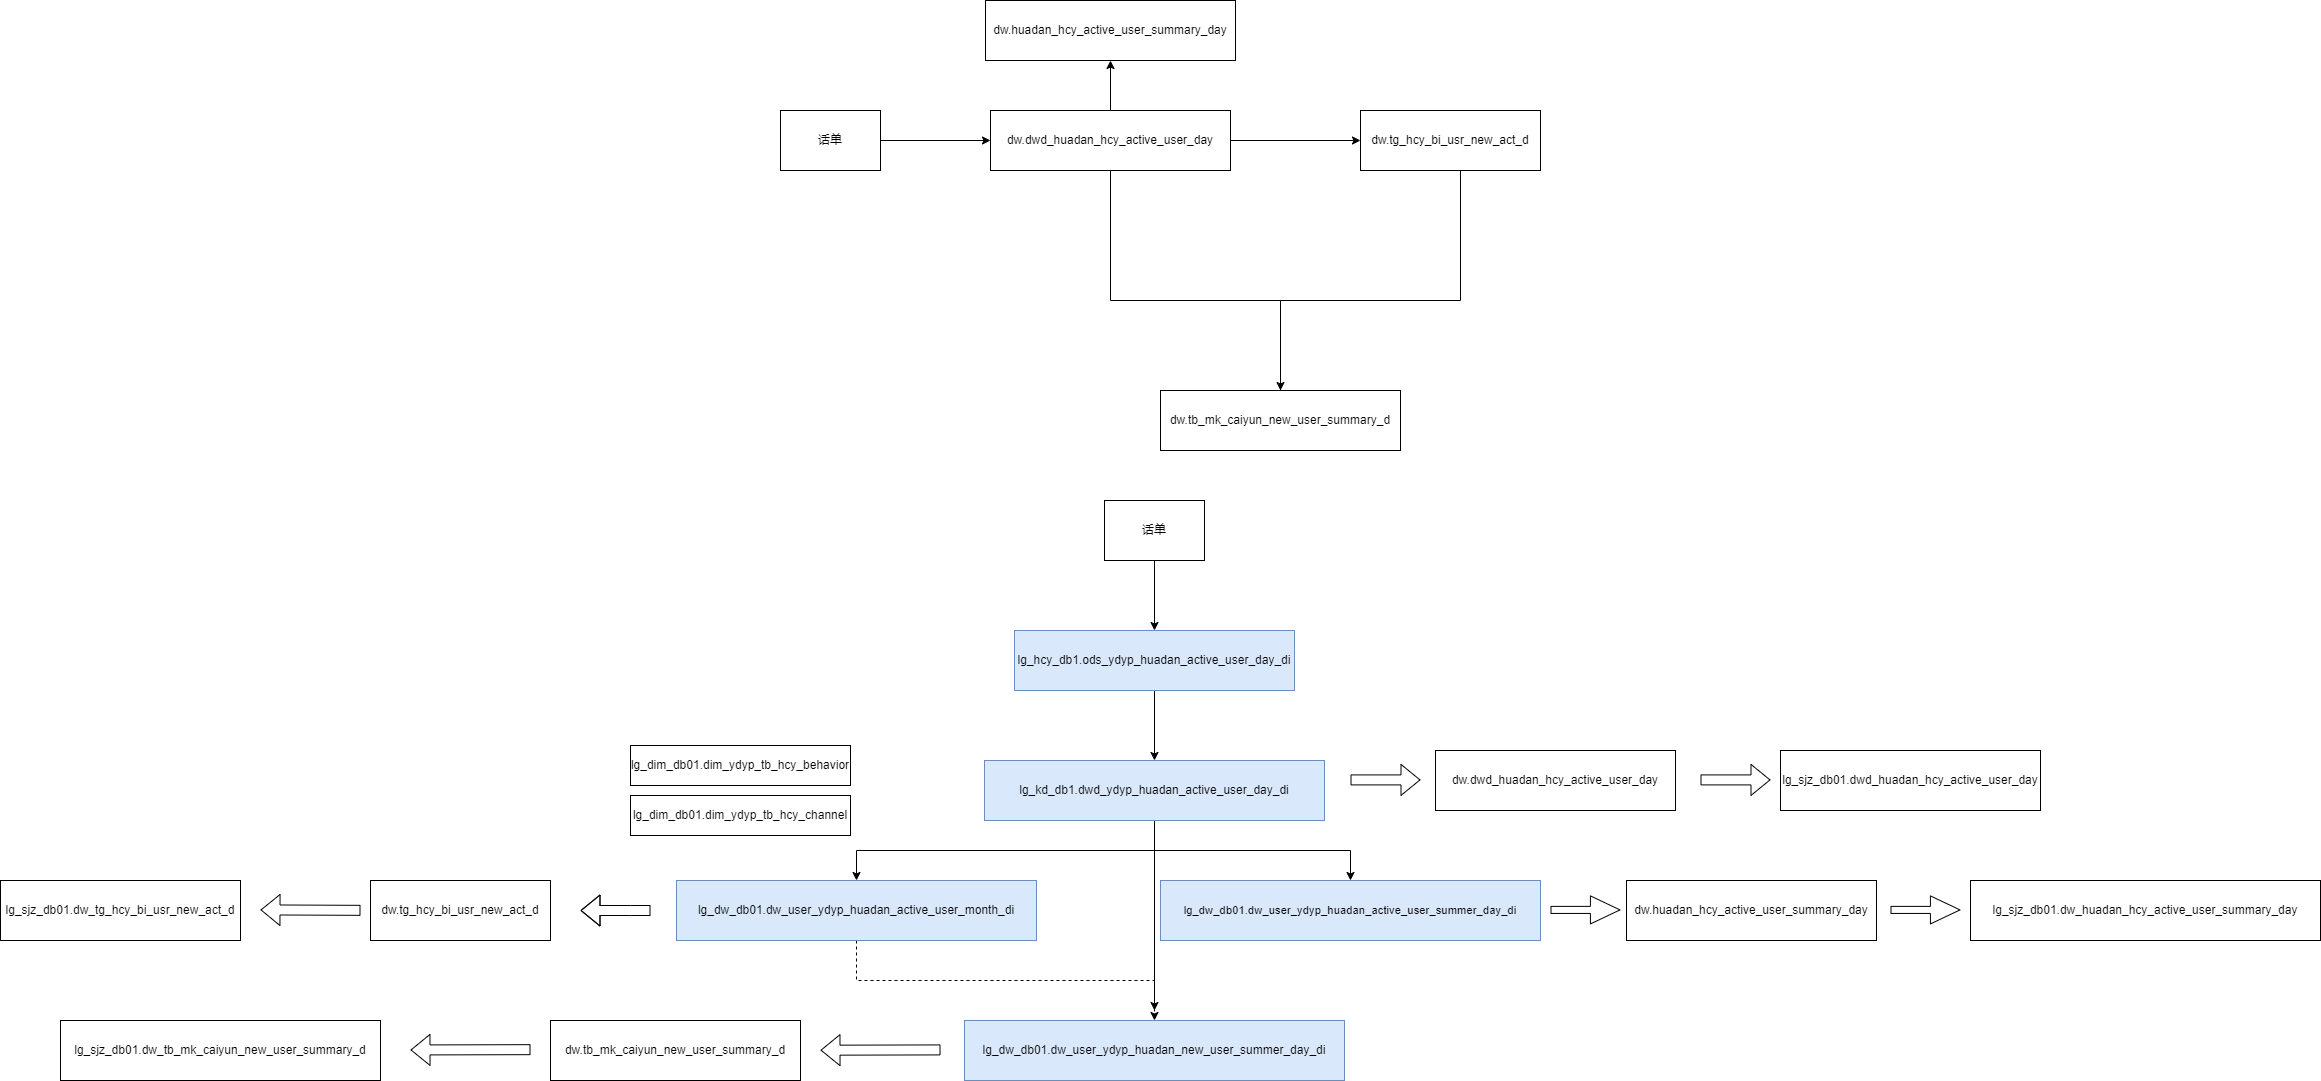 dw.huadan_hcy_active_user_summary_day
话单
dw.dwd_huadan_hcy_active_user_day
dw.tg_hcy_bi_usr_new_act_d
dw.tb_mk_caiyun_new_user_summary_d
话单
lg_hcy_db1.ods_ydyp_huadan_active_user_day_di
lg_dim_db01.dim_ydyp_tb_hcy_behavior
lg_kd_db1.dwd_ydyp_huadan_active_user_day_di
dw.dwd_huadan_hcy_active_user_day
lg_sjz_db01.dwd_huadan_hcy_active_user_day
lg_dim_db01.dim_ydyp_tb_hcy_channel
lg_sjz_db01.dw_tg_hcy_bi_usr_new_act_d
dw.tg_hcy_bi_usr_new_act_d
lg_dw_db01.dw_user_ydyp_huadan_active_user_month_di
lg_dw_db01.dw_user_ydyp_huadan_active_user_summer_day_di
dw.huadan_hcy_active_user_summary_day
lg_sjz_db01.dw_huadan_hcy_active_user_summary_day
lg_sjz_db01.dw_tb_mk_caiyun_new_user_summary_d
dw.tb_mk_caiyun_new_user_summary_d
lg_dw_db01.dw_user_ydyp_huadan_new_user_summer_day_di